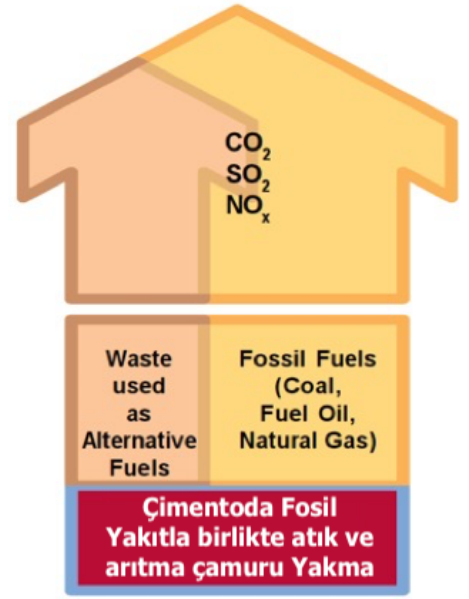 CO2
SO2
NOx
Waste
used
as
Alternative
Fuels
Fossil Fuels
(Coal,
Fuel Oil,
Natural Gas)
Çimentoda Fosil
Yakıtla birlikte atık ve
arıtma çamuru Yakma